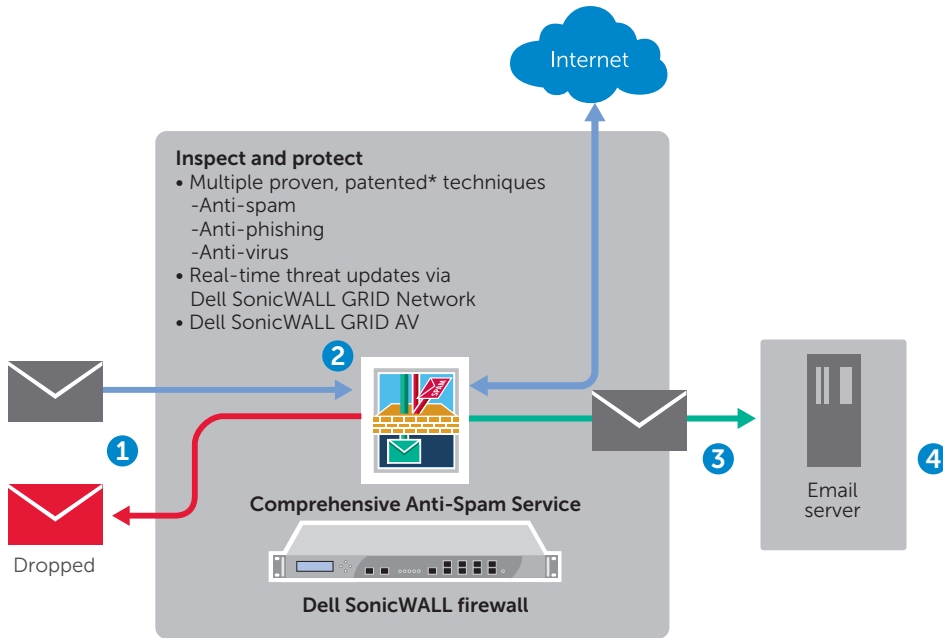 Internet
Inspect and protect
• Multiple proven, patented* techniques
-Anti-spam
-Anti-phishing
-Anti-virus
• Real-time threat updates via
Dell SonicWALL GRID Network
• Dell SonicWALL GRID AV
2
SPAM
1
3
4
Email
server
Comprehensive Anti-Spam Service
Dropped
Dell SonicWALL firewall